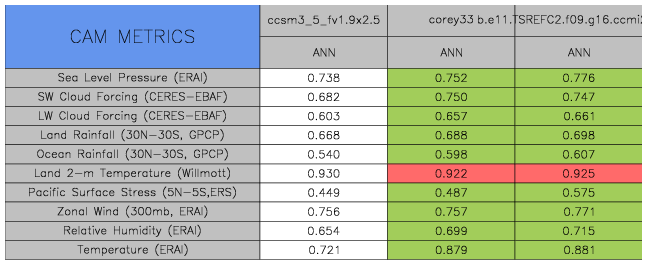 CAM METRICS ccsm3_5_fv1.9x2.5 corey33 b.e11.TSREFC2.f09.g16.ccmi
ANN ANN ANN
Sea Level Pressure (ERAI) 0.738 0.752 0.776
SW Cloud Forcing (CERES-EBAF) 0.682 0.750 0.747
LW Cloud Forcing (CERES-EBAF) 0.603 0.657 0.661
Land Rainfall (30N-30S, GPCP) 0.668 0.688 0.698
Ocean Rainfall (30N-30S, GPCP) 0.540 0.598 0.607
Land 2-m Temperature (Willmott) 0.930 0.922 0.925
Pacific Surface Stress (5N-5S,ERS) 0.449 0.487 0.575
Zonal Wind (300mb, ERAI) 0.756 0.757 0.771
Relative Humidity (ERAI) 0.654 0.699 0.715
Temperature (ERAI) 0.721 0.879 0.881